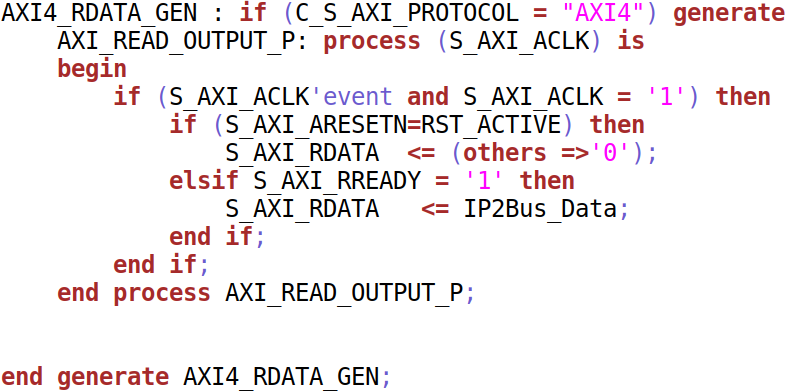 AXI4_RDATA_GEN : if (C_S_AXI_PROTOCOL = "AXI4") generate
    AXI_READ_OUTPUT_P: process (S_AXI_ACLK) is
    begin
        if (S_AXI_ACLK'event and S_AXI_ACLK = '1') then
            if (S_AXI_ARESETN=RST_ACTIVE) then
                S_AXI_RDATA  <= (others =>'0');
            elsif S_AXI_RREADY = '1' then
                S_AXI_RDATA   <= IP2Bus_Data;
            end if;
        end if;
    end process AXI_READ_OUTPUT_P;
end generate AXI4_RDATA_GEN;